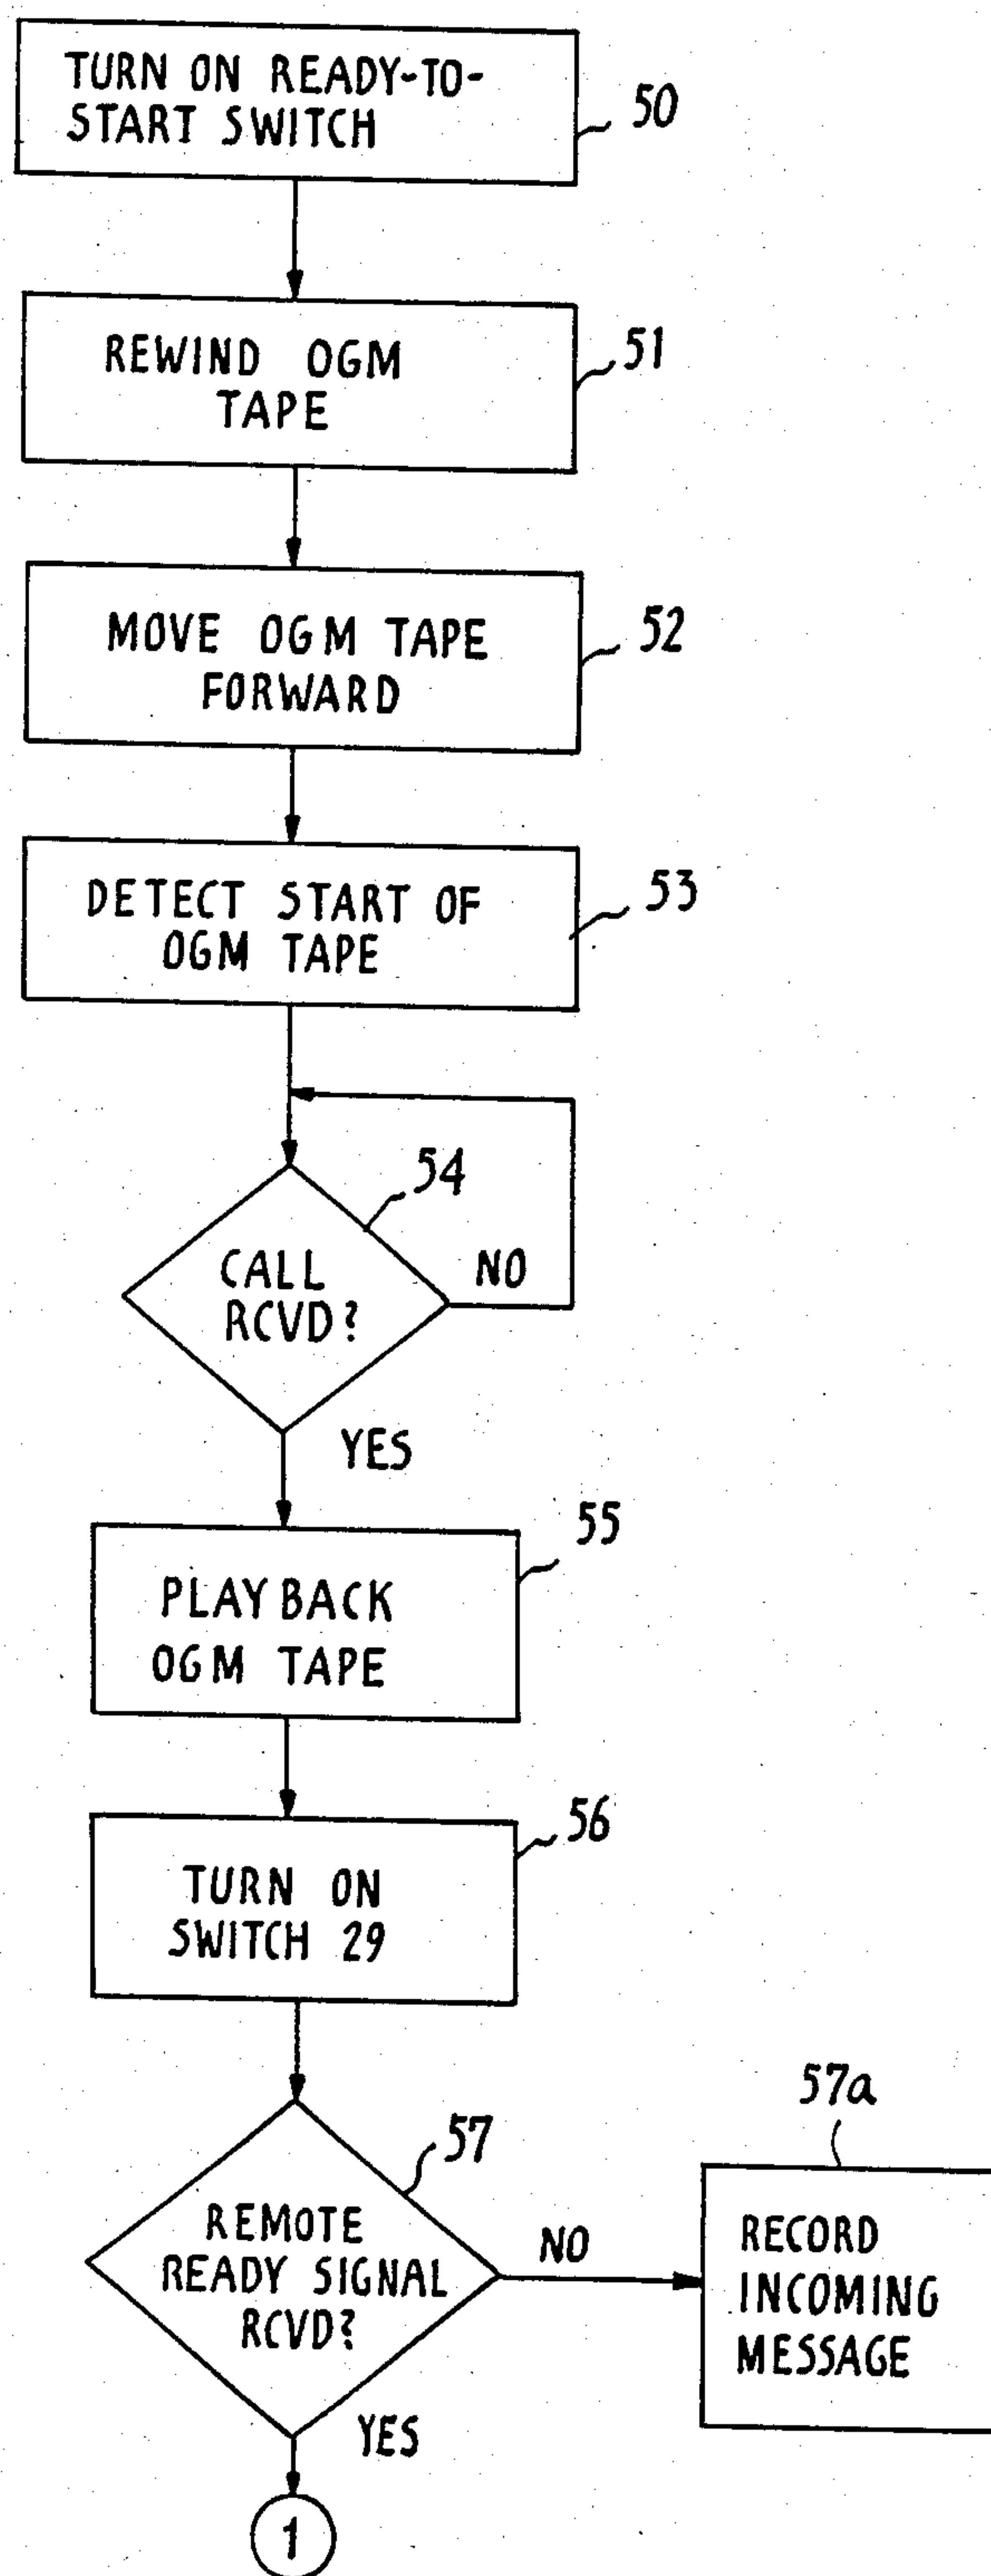 TURN ON READY-TO-
START SWITCH
50
REWIND OGM
TAPE
51
MOVE OGM TAPE
FORWARD
52
DETECT START OF
OGM TAPE
53
54
CALL
RCVD?
NO
YES
55
PLAYBACK
OGM TAPE
56
TURN ON
SWITCH 29
57
REMOTE
READY SIGNAL
RCVD?
NO
57a
RECORD
INCOMING
MESSAGE
YES
1